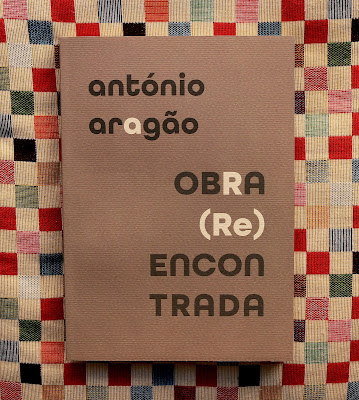 antónio
aragão
OBRA
(Re)
ENCON
TRADA